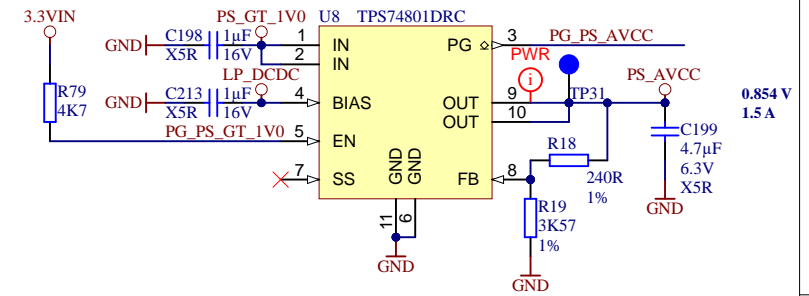 3.3VIN
R79
4K7
PG_PS_GT_1V0
PS_GT_1V0
GND
C198
1µF
X5R
16V
LP_DCDC
GND
C213
1µF
X5R
16V
U8 TPS74801DRC
1
IN
2
IN
4
BIAS
5
EN
7
SS
GND
GND
11
6
GND
PG
3
PG_PS_AVCC
OUT
9
OUT
10
FB
8
PWR
i
TP31
PS_AVCC
R18
240R
1%
R19
3K57
1%
GND
C199
4.7µF
6.3V
X5R
GND
0.854 V
1.5 A